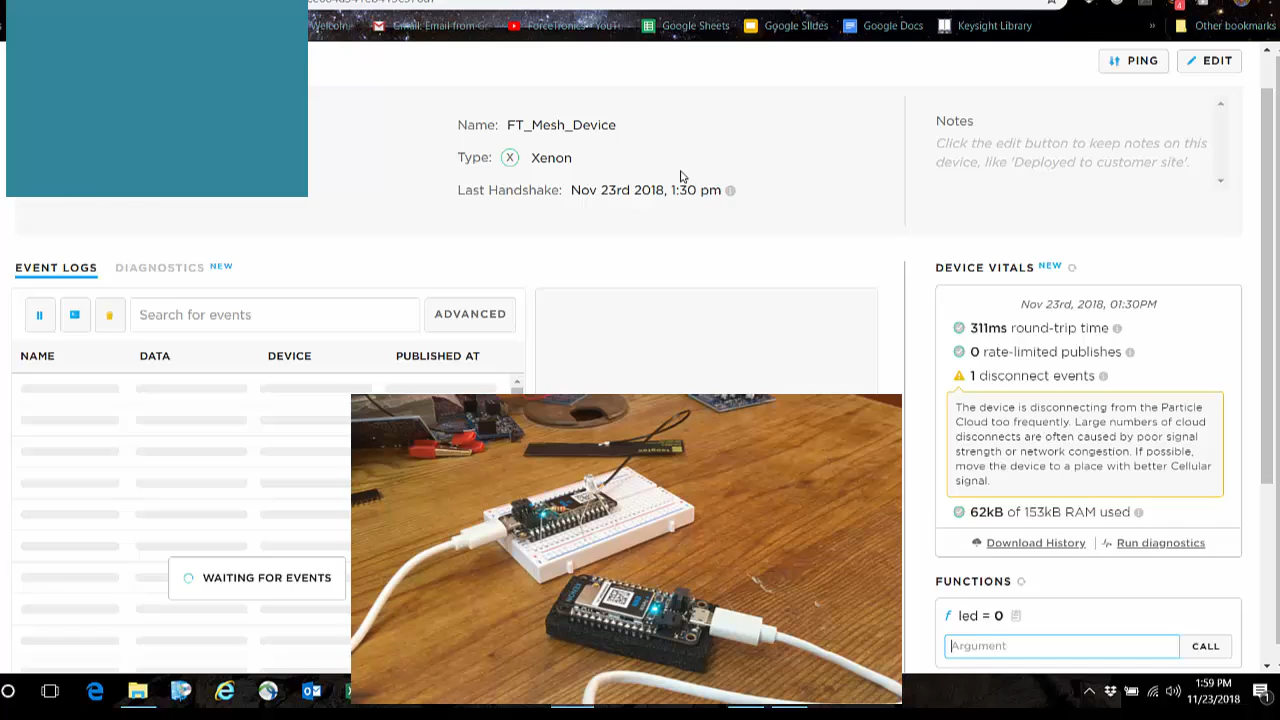 Gmail: Email from G
ForceTronics - YouT
Google Sheets
Google Slides
Google Docs
Keysight Library
»
Other bookmarks
PING
EDIT
Name: FT_Mesh_Device
Type: X Xenon
Last Handshake: Nov 23rd 2018, 1:30 pm
Notes
Click the edit button to keep notes on this
device, like 'Deployed to customer site'.
EVENT LOGS
DIAGNOSTICS NEW
DEVICE VITALS NEW
Search for events
ADVANCED
NAME DATA DEVICE PUBLISHED AT
WAITING FOR EVENTS
Nov 23rd, 2018, 01:30PM
311ms round-trip time
0 rate-limited publishes
1 disconnect events
The device is disconnecting from the Particle
Cloud too frequently. Large numbers of cloud
disconnects are often caused by poor signal
strength or network congestion. If possible,
move the device to a place with better Cellular
signal.
62kB of 153kB RAM used
Download History
Run diagnostics
FUNCTIONS
f led = 0
Argument
CALL
XENON
1:59 PM
11/23/2018